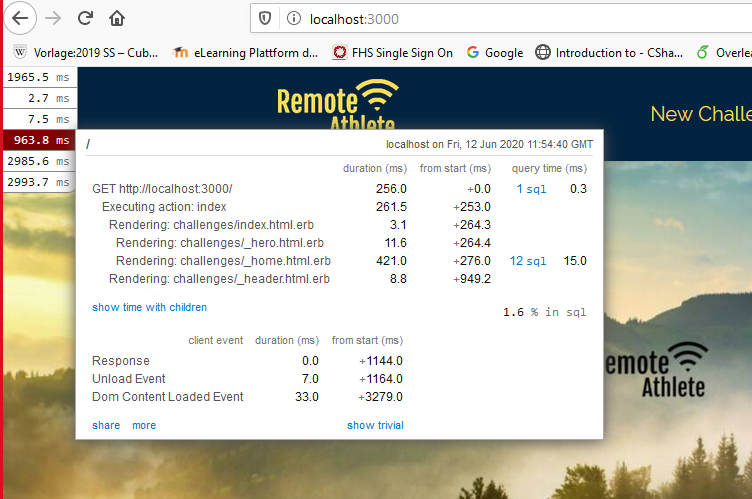 localhost:3000
Vorlage:2019 SS – Cub... eLearning Plattform d... FHS Single Sign On Google Introduction to - CSha... Overlea
1965.5 ms
2.7 ms
7.5 ms
963.8 ms
2985.6 ms
2993.7 ms
Remote
Athlete
New Challe
/ localhost on Fri, 12 Jun 2020 11:54:40 GMT
duration (ms) from start (ms) query time (ms)
GET http://localhost:3000/ 256.0 +0.0 1 sql 0.3
Executing action: index 261.5 +253.0
Rendering: challenges/index.html.erb 3.1 +264.3
Rendering: challenges/_hero.html.erb 11.6 +264.4
Rendering: challenges/_home.html.erb 421.0 +276.0 12 sql 15.0
Rendering: challenges/_header.html.erb 8.8 +949.2
show time with children 1.6 % in sql
client event duration (ms) from start (ms)
Response 0.0 +1144.0
Unload Event 7.0 +1164.0
Dom Content Loaded Event 33.0 +3279.0
share more show trivial
emote
Athlete